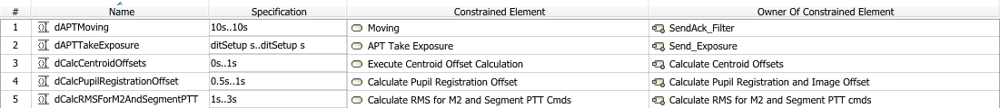 # Name Specification Constrained Element Owner Of Constrained Element
1 dAPTMoving 10s..10s Moving SendAck_Filter
2 dAPTTakeExposure ditSetup s..ditSetup s APT Take Exposure Send_Exposure
3 dCalcCentroidOffsets 0s..1s Execute Centroid Offset Calculation Calculate Centroid Offsets
4 dCalcPupilRegistrationOffset 0.5s..1s Calculate Pupil Registration Offset Calculate Pupil Registration and Image Offset
5 dCalcRMSForM2AndSegmentPTT 1s..3s Calculate RMS for M2 and Segment PTT Cmds Calculate RMS for M2 and Segment PTT cmds